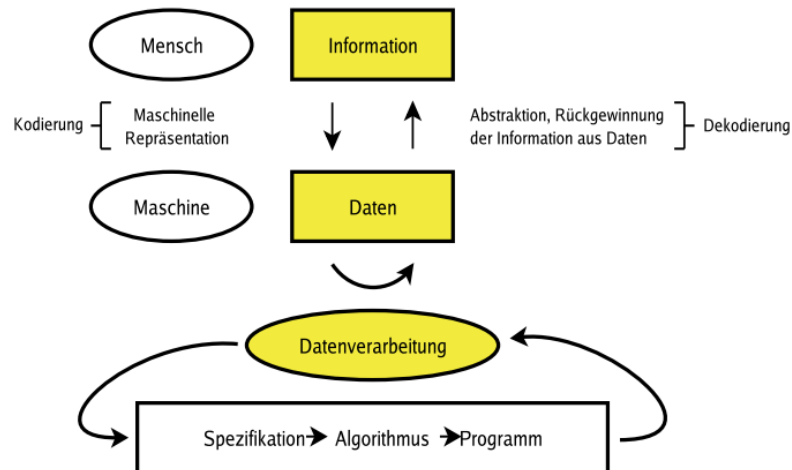 Mensch
Information
Kodierung
Maschinelle
Repräsentation
Abstraktion, Rückgewinnung
der Information aus Daten
Dekodierung
Maschine
Daten
Datenverarbeitung
Spezifikation Algorithmus Programm